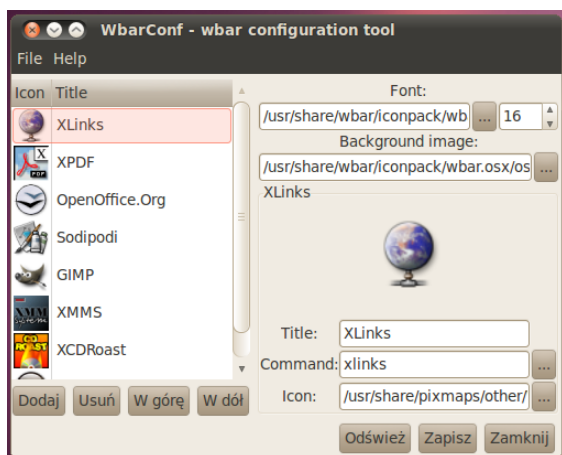 WbarConf - wbar configuration tool
File Help
Icon Title
XLinks
XPDF
OpenOffice.Org
Sodipodi
GIMP
XMMS
XCDRoast
Dodaj Usuń W górę W dół
Font:
/usr/share/wbar/iconpack/wb ... 16
Background image:
/usr/share/wbar/iconpack/wbar.osx/os ...
XLinks
Title: XLinks
Command: xlinks ...
Icon: /usr/share/pixmaps/other/ ...
Odśwież Zapisz Zamknij